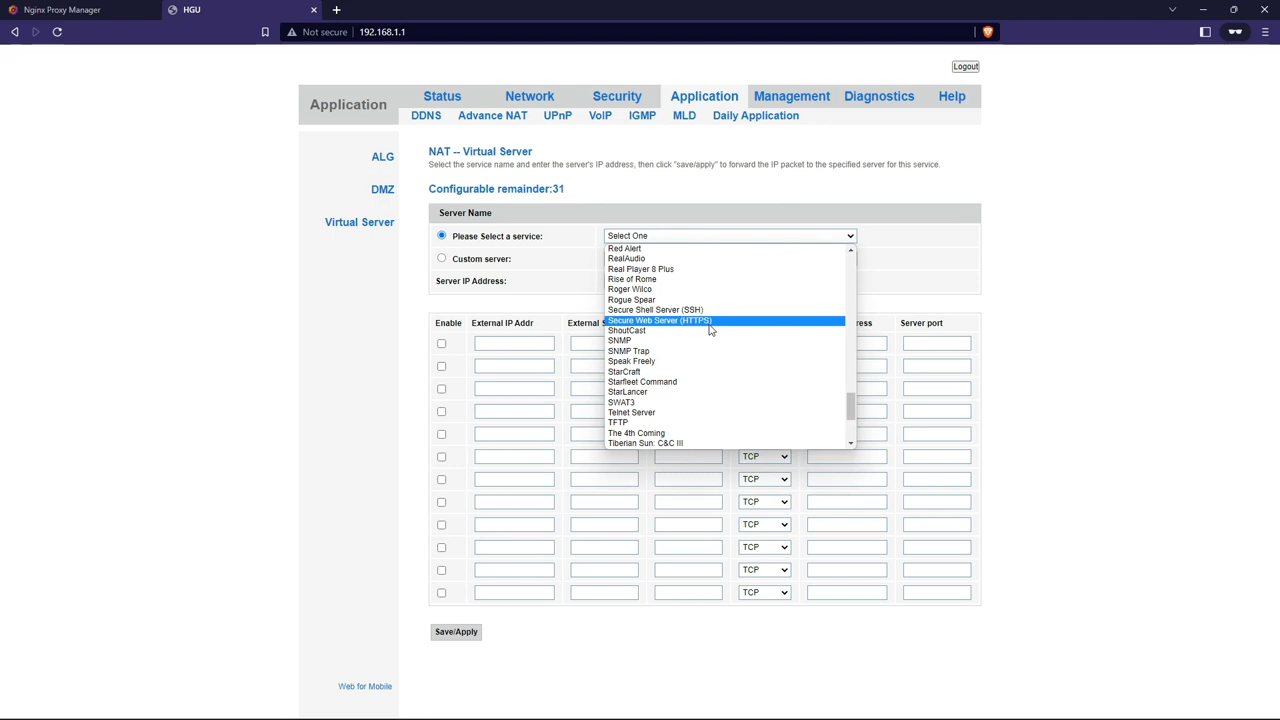 Nginx Proxy Manager
HGU
Not secure
192.168.1.1
Logout
Application
Status
Network
Security
Application
Management
Diagnostics
Help
DDNS
Advance NAT
UPnP
VoIP
IGMP
MLD
Daily Application
ALG
DMZ
Virtual Server
NAT -- Virtual Server
Select the service name and enter the server's IP address, then click "save/apply" to forward the IP packet to the specified server for this service.
Configurable remainder:31
Server Name
Please Select a service:
Select One
Custom server:
Server IP Address:
Red Alert
RealAudio
Real Player 8 Plus
Rise of Rome
Roger Wilco
Rogue Spear
Secure Shell Server (SSH)
Secure Web Server (HTTPS)
ShoutCast
SNMP
SNMP Trap
Speak Freely
StarCraft
Starfleet Command
StarLancer
SWAT3
Telnet Server
TFTP
The 4th Coming
Tiberian Sun: C&C III
Enable
External IP Addr
External
Server port
TCP
TCP
TCP
TCP
TCP
TCP
TCP
Save/Apply
Web for Mobile